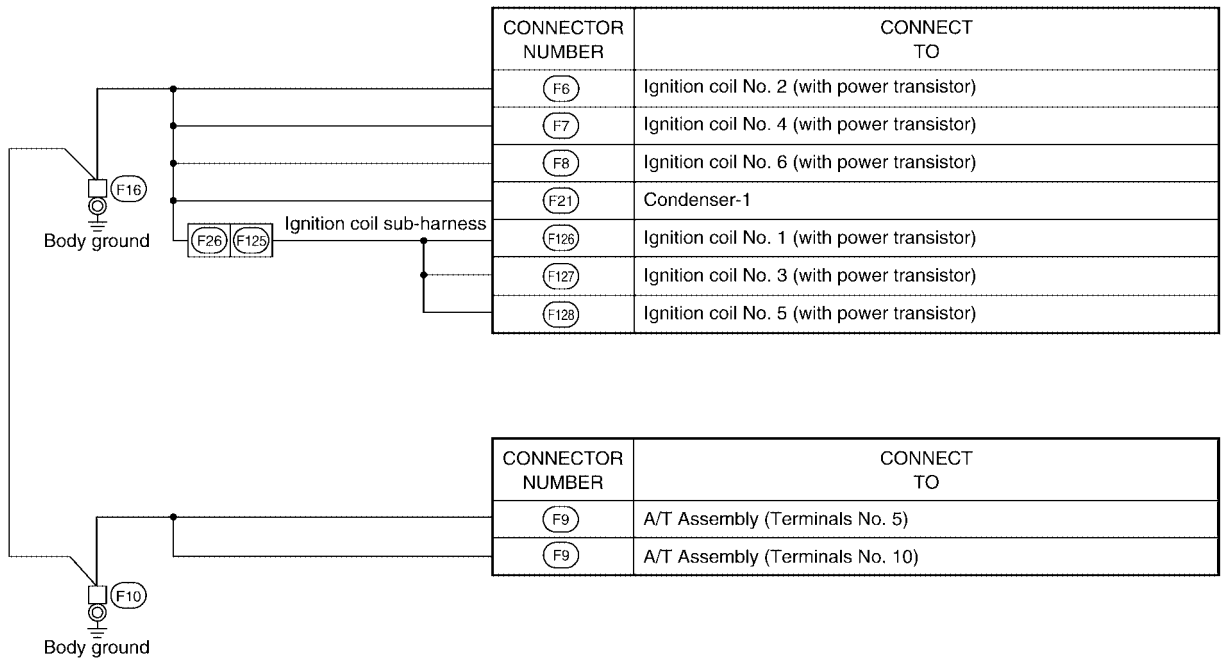 CONNECTOR NUMBER CONNECT TO
F6 Ignition coil No. 2 (with power transistor)
F7 Ignition coil No. 4 (with power transistor)
F8 Ignition coil No. 6 (with power transistor)
F16
F21 Condenser-1
Ignition coil sub-harness
Body ground
F26 F125
F126 Ignition coil No. 1 (with power transistor)
F127 Ignition coil No. 3 (with power transistor)
F128 Ignition coil No. 5 (with power transistor)
CONNECTOR NUMBER CONNECT TO
F9 A/T Assembly (Terminals No. 5)
F9 A/T Assembly (Terminals No. 10)
F10
Body ground